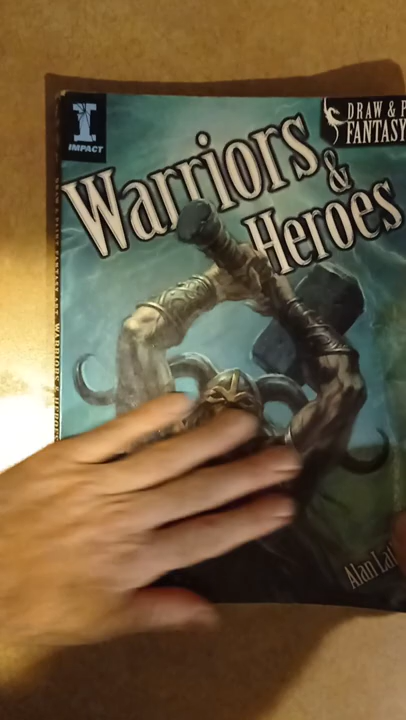 IMPACT
DRAW & P
FANTASY
Warriors
&
Heroes
Alan La